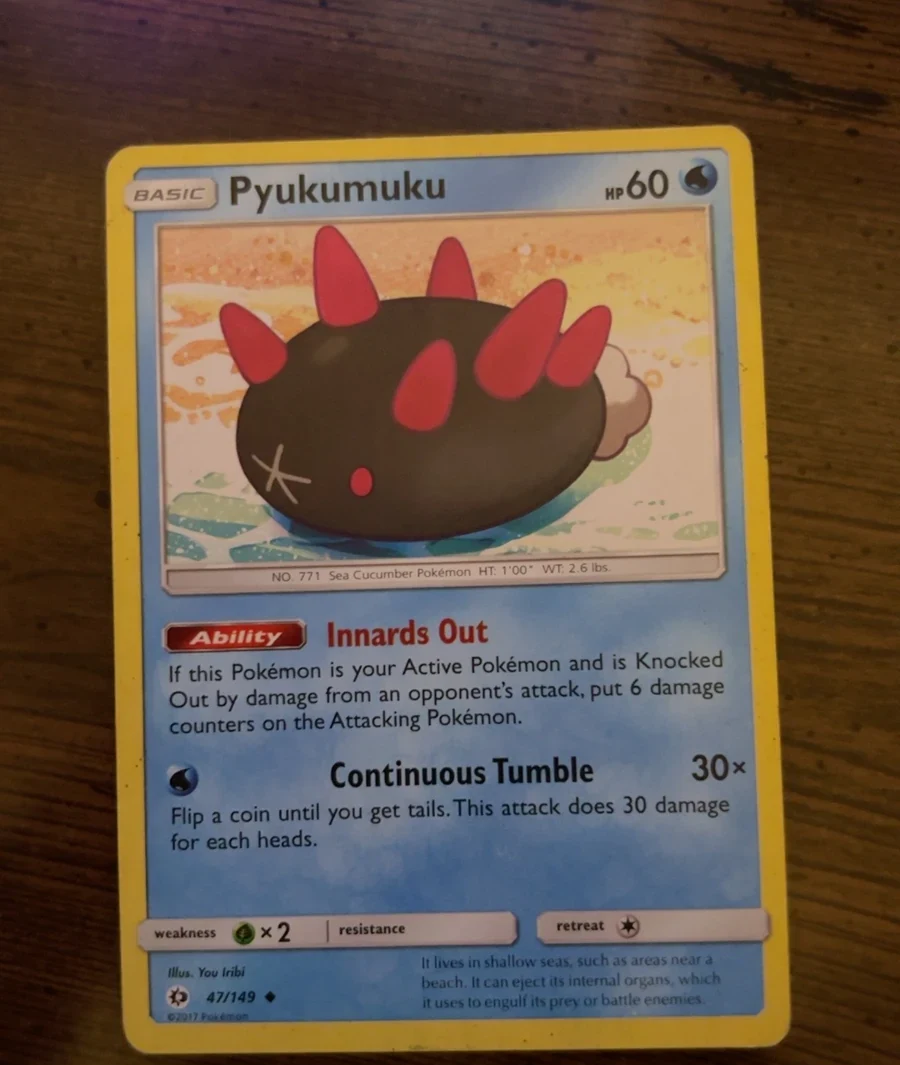 BASIC Pyukumuku HP 60
NO. 771 Sea Cucumber Pokémon HT: 1'00" WT: 2.6 lbs.
Ability Innards Out
If this Pokémon is your Active Pokémon and is Knocked
Out by damage from an opponent's attack, put 6 damage
counters on the Attacking Pokémon.
Continuous Tumble 30×
Flip a coin until you get tails. This attack does 30 damage
for each heads.
weakness ×2 resistance retreat
It lives in shallow seas, such as areas near a
beach. It can eject its internal organs, which
it uses to engulf its prey or battle enemies.
Illus. You Iribi
47/149
©2017 Pokémon